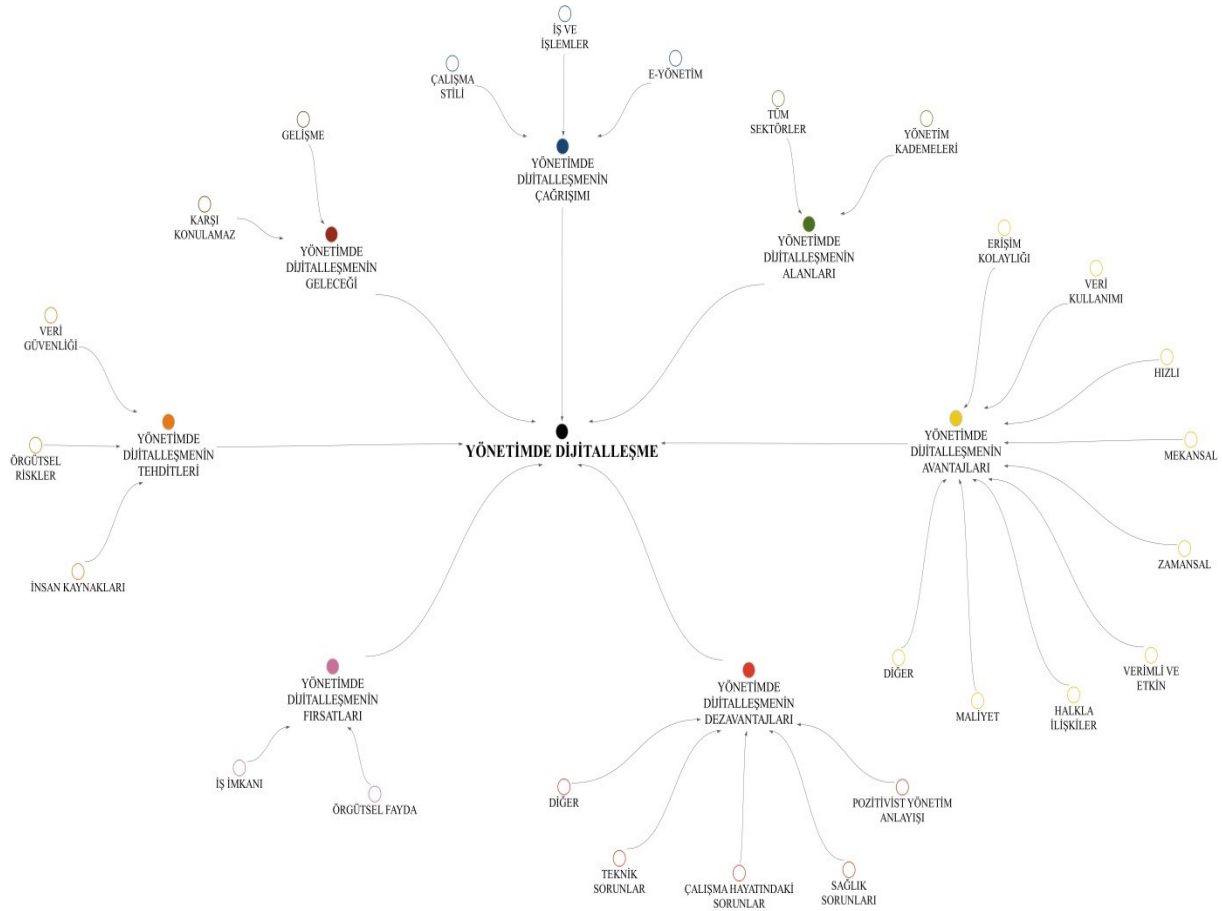 İŞ VE
İŞLEMLER
ÇALIŞMA
STİLİ
E-YÖNETİM
YÖNETİMDE
DİJİTALLEŞMENİN
ÇAĞRIŞIMI
TÜM
SEKTÖRLER
YÖNETİM
KADEMELERİ
YÖNETİMDE
DİJİTALLEŞMENİN
ALANLARI
GELİŞME
KARŞI
KONULAMAZ
YÖNETİMDE
DİJİTALLEŞMENİN
GELECEĞİ
ERİŞİM
KOLAYLIĞI
VERİ
KULLANIMI
HIZLI
MEKANSAL
ZAMANSAL
VERİMLİ VE
ETKİN
HALKLA
İLİŞKİLER
MALİYET
DİĞER
YÖNETİMDE
DİJİTALLEŞMENİN
AVANTAJLARI
YÖNETİMDE DİJİTALLEŞME
VERİ
GÜVENLİĞİ
ÖRGÜTSEL
RİSKLER
İNSAN KAYNAKLARI
YÖNETİMDE
DİJİTALLEŞMENİN
TEHDİTLERİ
YÖNETİMDE
DİJİTALLEŞMENİN
FIRSATLARI
İŞ İMKANI
ÖRGÜTSEL FAYDA
YÖNETİMDE
DİJİTALLEŞMENİN
DEZAVANTAJLARI
DİĞER
TEKNİK
SORUNLAR
ÇALIŞMA HAYATINDAKİ
SORUNLAR
SAĞLIK
SORUNLARI
POZİTİVİST YÖNETİM
ANLAYIŞI